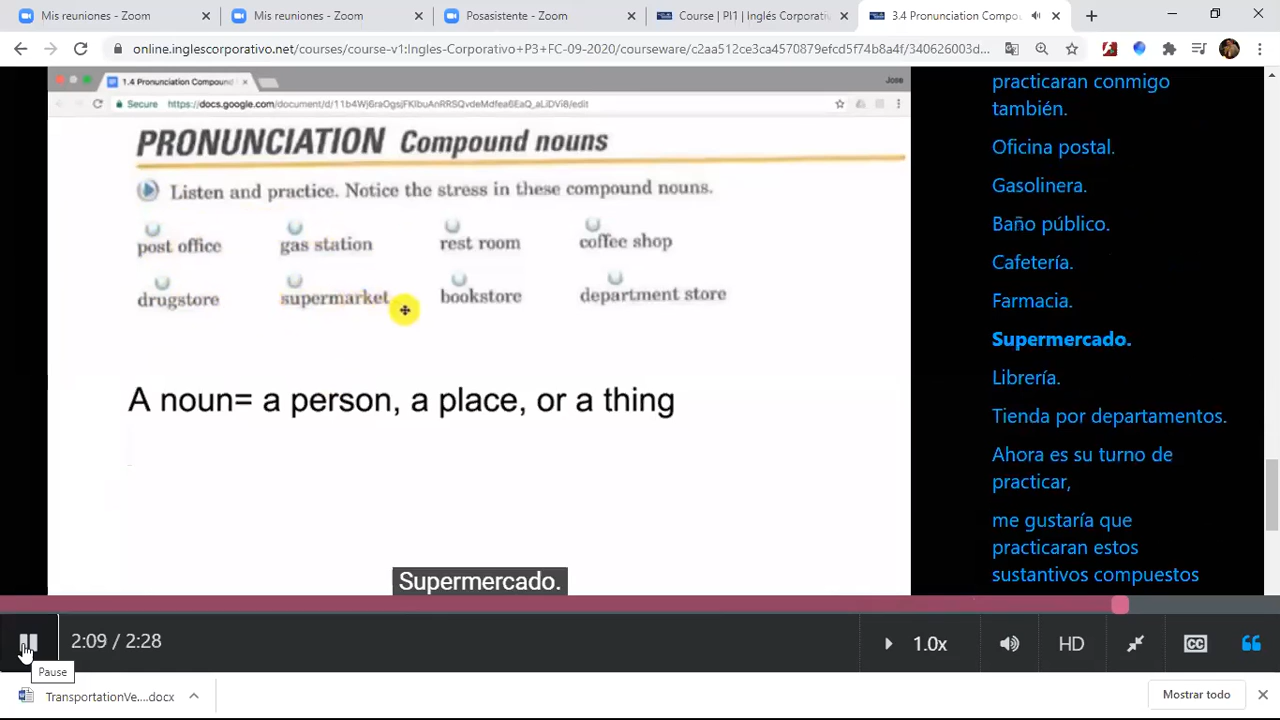 Mis reuniones - Zoom
Mis reuniones - Zoom
Posasistente - Zoom
Course | PI1 | Inglés Corporativ
3.4 Pronunciation Compo
online.inglescorporativo.net/courses/course-v1:Ingles-Corporativo+P3+FC-09-2020/courseware/c2aa512ce3ca4570879efcd5f74b8a4f/340626003d...
1.4 Pronunciation Compound
Jose
Secure
PRONUNCIATION Compound nouns
Listen and practice. Notice the stress in these compound nouns.
post office gas station rest room coffee shop
drugstore supermarket bookstore department store
A noun= a person, a place, or a thing
Supermercado.
practicaran conmigo
también.
Oficina postal.
Gasolinera.
Baño público.
Cafetería.
Farmacia.
Supermercado.
Librería.
Tienda por departamentos.
Ahora es su turno de
practicar,
me gustaría que
practicaran estos
sustantivos compuestos
2:09 / 2:28
1.0x
HD
CC
Pause
TransportationVe....docx
Mostrar todo